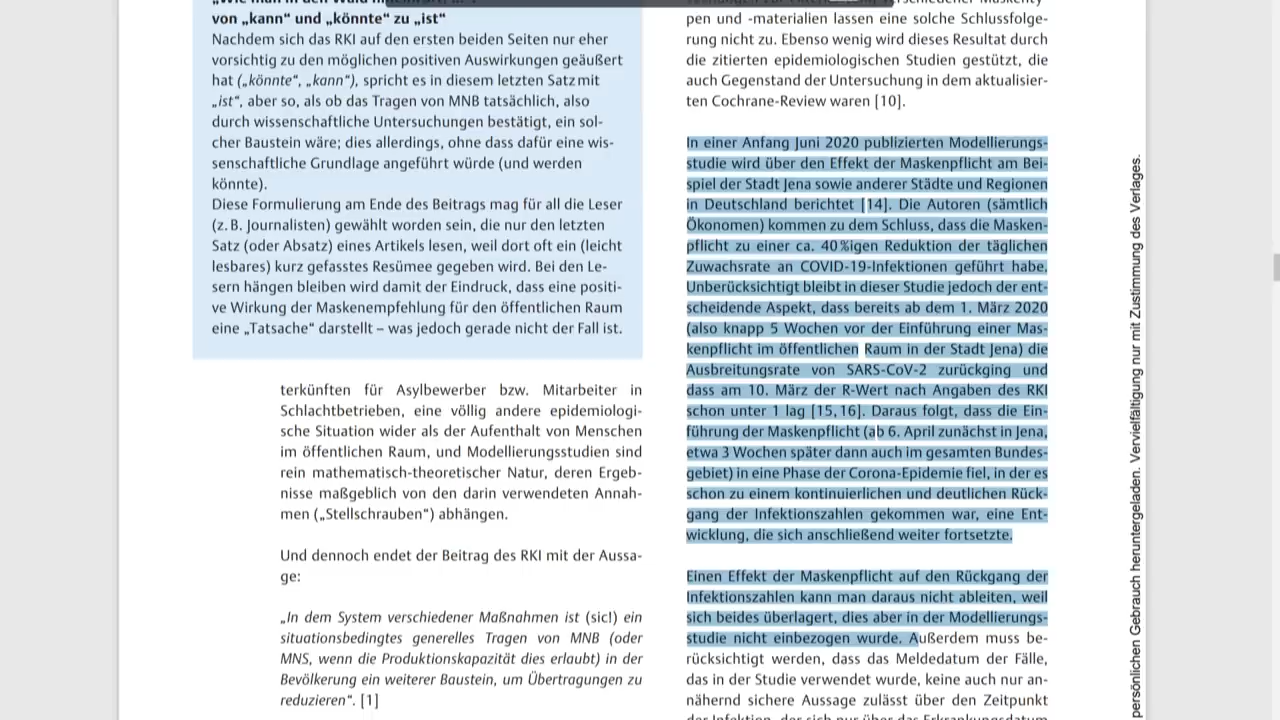 von „kann“ und „könnte“ zu „ist“
Nachdem sich das RKI auf den ersten beiden Seiten nur eher
vorsichtig zu den möglichen positiven Auswirkungen geäußert
hat („könnte“, „kann“), spricht es in diesem letzten Satz mit
„ist“, aber so, als ob das Tragen von MNB tatsächlich, also
durch wissenschaftliche Untersuchungen bestätigt, ein sol-
cher Baustein wäre; dies allerdings, ohne dass dafür eine wis-
senschaftliche Grundlage angeführt würde (und werden
könnte).
Diese Formulierung am Ende des Beitrags mag für all die Leser
(z. B. Journalisten) gewählt worden sein, die nur den letzten
Satz (oder Absatz) eines Artikels lesen, weil dort oft ein (leicht
lesbares) kurz gefasstes Resümee gegeben wird. Bei den Le-
sern hängen bleiben wird damit der Eindruck, dass eine positi-
ve Wirkung der Maskenempfehlung für den öffentlichen Raum
eine „Tatsache“ darstellt – was jedoch gerade nicht der Fall ist.
terkünften für Asylbewerber bzw. Mitarbeiter in
Schlachtbetrieben, eine völlig andere epidemiologi-
sche Situation wider als der Aufenthalt von Menschen
im öffentlichen Raum, und Modellierungsstudien sind
rein mathematisch-theoretischer Natur, deren Ergeb-
nisse maßgeblich von den darin verwendeten Annah-
men („Stellschrauben“) abhängen.
Und dennoch endet der Beitrag des RKI mit der Aussa-
ge:
„In dem System verschiedener Maßnahmen ist (sic!) ein
situationsbedingtes generelles Tragen von MNB (oder
MNS, wenn die Produktionskapazität dies erlaubt) in der
Bevölkerung ein weiterer Baustein, um Übertragungen zu
reduzieren“. [1]
pen und -materialien lassen eine solche Schlussfolge-
rung nicht zu. Ebenso wenig wird dieses Resultat durch
die zitierten epidemiologischen Studien gestützt, die
auch Gegenstand der Untersuchung in dem aktualisier-
ten Cochrane-Review waren [10].
In einer Anfang Juni 2020 publizierten Modellierungs-
studie wird über den Effekt der Maskenpflicht am Bei-
spiel der Stadt Jena sowie anderer Städte und Regionen
in Deutschland berichtet [14]. Die Autoren (sämtlich
Ökonomen) kommen zu dem Schluss, dass die Masken-
pflicht zu einer ca. 40 %igen Reduktion der täglichen
Zuwachsrate an COVID-19-Infektionen geführt habe.
Unberücksichtigt bleibt in dieser Studie jedoch der ent-
scheidende Aspekt, dass bereits ab dem 1. März 2020
(also knapp 5 Wochen vor der Einführung einer Mas-
kenpflicht im öffentlichen Raum in der Stadt Jena) die
Ausbreitungsrate von SARS-CoV-2 zurückging und
dass am 10. März der R-Wert nach Angaben des RKI
schon unter 1 lag [15, 16]. Daraus folgt, dass die Ein-
führung der Maskenpflicht (ab 6. April zunächst in Jena,
etwa 3 Wochen später dann auch im gesamten Bundes-
gebiet) in eine Phase der Corona-Epidemie fiel, in der es
schon zu einem kontinuierlichen und deutlichen Rück-
gang der Infektionszahlen gekommen war, eine Ent-
wicklung, die sich anschließend weiter fortsetzte.
Einen Effekt der Maskenpflicht auf den Rückgang der
Infektionszahlen kann man daraus nicht ableiten, weil
sich beides überlagert, dies aber in der Modellierungs-
studie nicht einbezogen wurde. Außerdem muss be-
rücksichtigt werden, dass das Meldedatum der Fälle,
das in der Studie verwendet wurde, keine auch nur an-
nähernd sichere Aussage zulässt über den Zeitpunkt
persönlichen Gebrauch heruntergeladen. Vervielfältigung nur mit Zustimmung des Verlages.